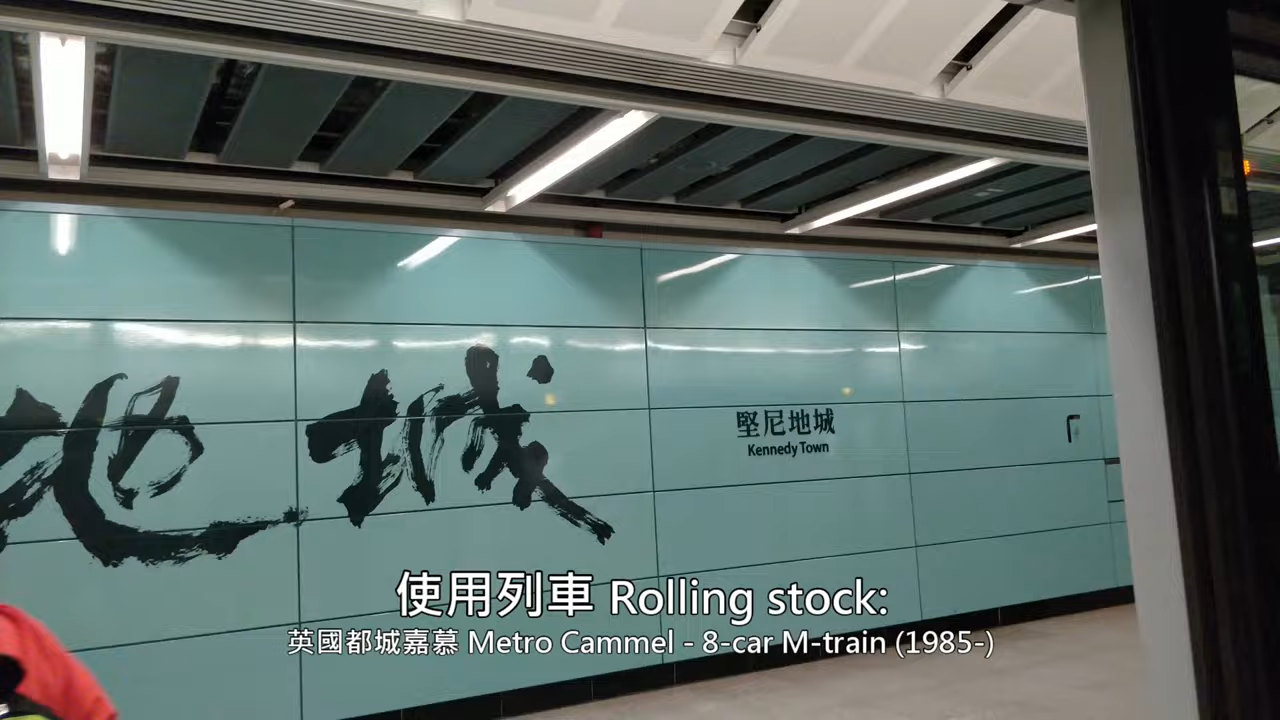 地城
堅尼地城
Kennedy Town
使用列車 Rolling stock:
英國都城嘉慕 Metro Cammel - 8-car M-train (1985-)